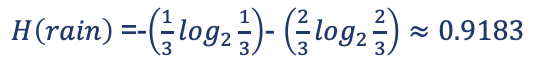 H(rain) =-(1/3 log₂ 1/3)- (2/3 log₂ 2/3) ≈ 0.9183